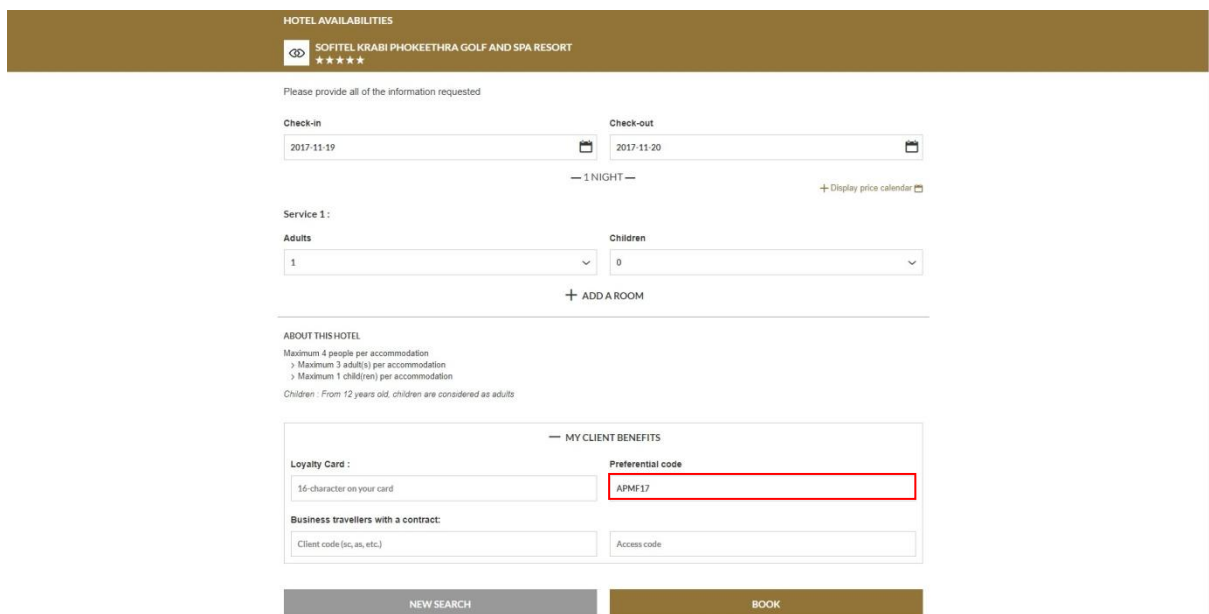 HOTEL AVAILABILITIES
SOFITEL KRABI PHOKEETHRA GOLF AND SPA RESORT
★★★★★
Please provide all of the information requested
Check-in Check-out
2017-11-19 2017-11-20
— 1 NIGHT —
+ Display price calendar
Service 1 :
Adults Children
1 0
+ ADD A ROOM
ABOUT THIS HOTEL
Maximum 4 people per accommodation
> Maximum 3 adult(s) per accommodation
> Maximum 1 child(ren) per accommodation
Children : From 12 years old, children are considered as adults
— MY CLIENT BENEFITS
Loyalty Card : Preferential code
16-character on your card APMF17
Business travellers with a contract:
Client code (sc, as, etc.) Access code
NEW SEARCH BOOK